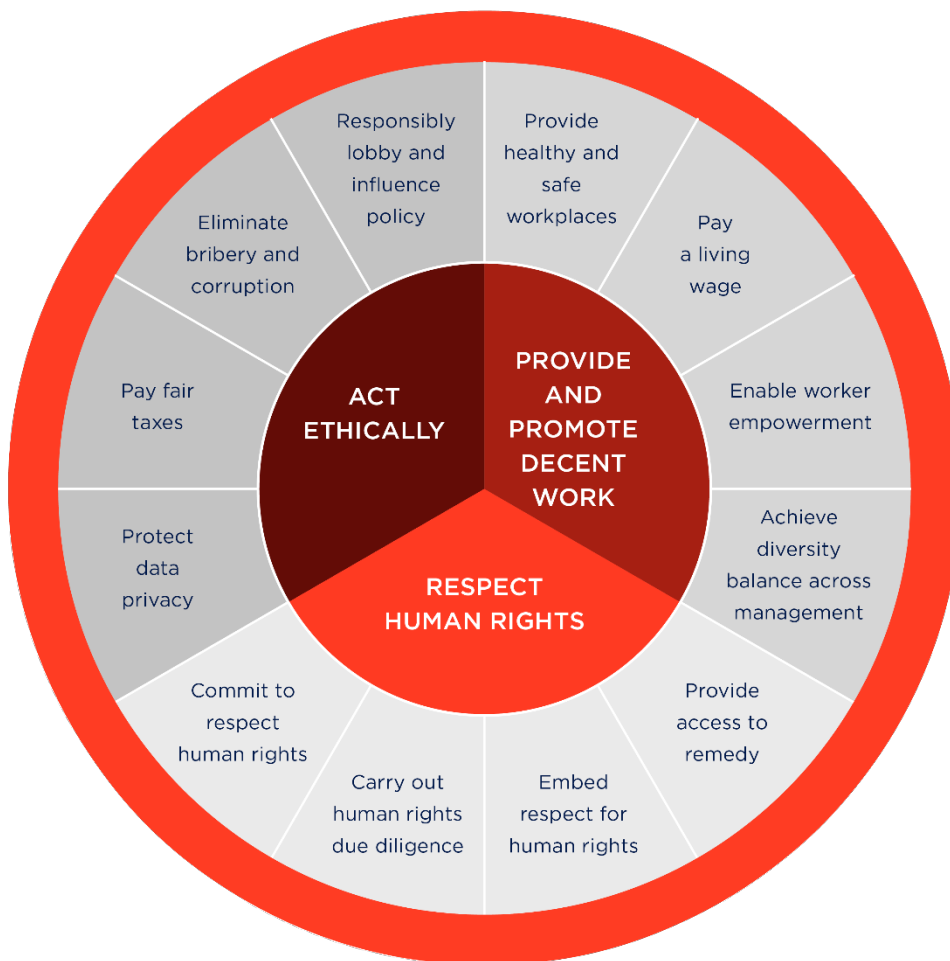 Responsibly
lobby and
influence
policy
Provide
healthy and
safe
workplaces
Eliminate
bribery and
corruption
Pay
a living
wage
Pay fair
taxes
ACT
ETHICALLY
PROVIDE
AND
PROMOTE
DECENT
WORK
Enable worker
empowerment
Protect
data
privacy
RESPECT
HUMAN RIGHTS
Achieve
diversity
balance across
management
Commit to
respect
human rights
Provide
access to
remedy
Carry out
human rights
due diligence
Embed
respect for
human rights